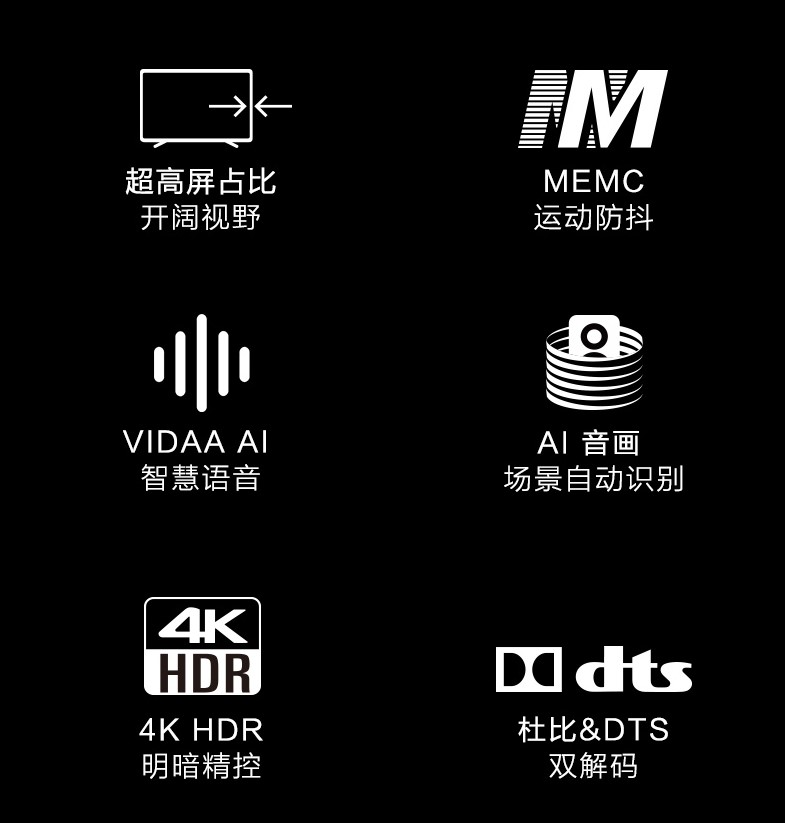 超高屏占比
开阔视野
MEMC
运动防抖
VIDAA AI
智慧语音
AI 音画
场景自动识别
4K
HDR
4K HDR
明暗精控
dts
杜比&DTS
双解码